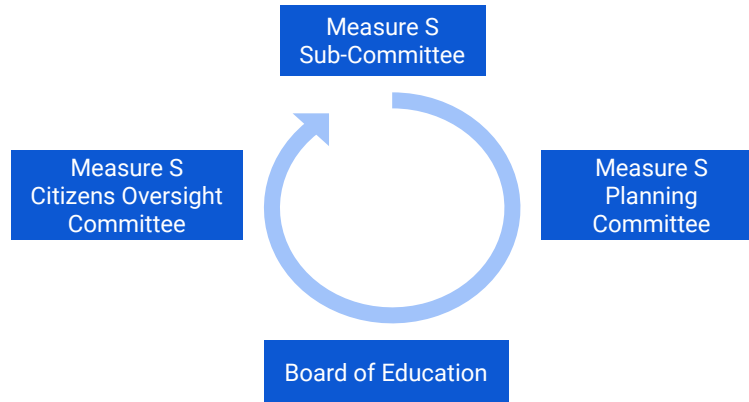 Measure S
Sub-Committee
Measure S
Citizens Oversight
Committee
Measure S
Planning
Committee
Board of Education